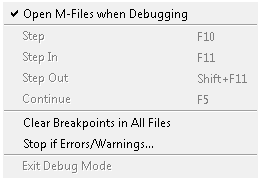 ✔ Open M-Files when Debugging
Step F10
Step In F11
Step Out Shift+F11
Continue F5
Clear Breakpoints in All Files
Stop if Errors/Warnings...
Exit Debug Mode